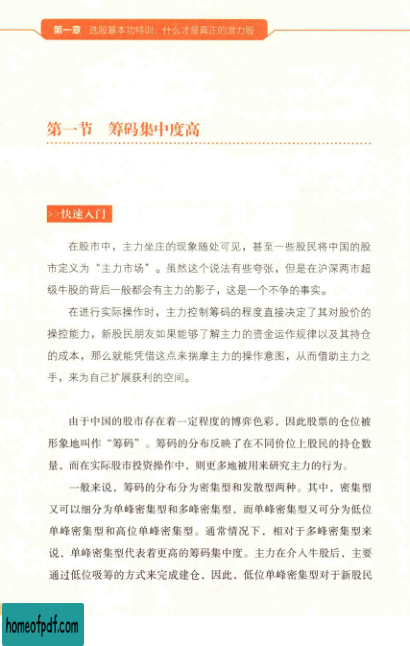 第一章 选股基本功特训：什么才是真正的潜力股
第一节 筹码集中度高
>>快速入门
在股市中，主力坐庄的现象随处可见，甚至一些股民将中国的股
市定义为“主力市场”。虽然这个说法有些夸张，但是在沪深两市超
级牛股的背后一般都会有主力的影子，这是一个不争的事实。
在进行实际操作时，主力控制筹码的程度直接决定了其对股价的
操控能力，新股民朋友如果能够了解主力的资金运作规律以及其持仓
的成本，那么就能凭借这点来揣摩主力的操作意图，从而借助主力之
手，来为自己扩展获利的空间。
由于中国的股市存在着一定程度的博弈色彩，因此股票的仓位被
形象地叫作“筹码”。筹码的分布反映了在不同价位上股民的持仓数
量，而在实际股市投资操作中，则更多地被用来研究主力的行为。
一般来说，筹码的分布分为密集型和发散型两种。其中，密集型
又可以细分为单峰密集型和多峰密集型，而单峰密集型又可分为低位
单峰密集型和高位单峰密集型。通常情况下，相对于多峰密集型来
说，单峰密集型代表着更高的筹码集中度。主力在介入牛股后，主要
通过低位吸筹的方式来完成建仓，因此，低位单峰密集型对于新股民
homeofpdf.com